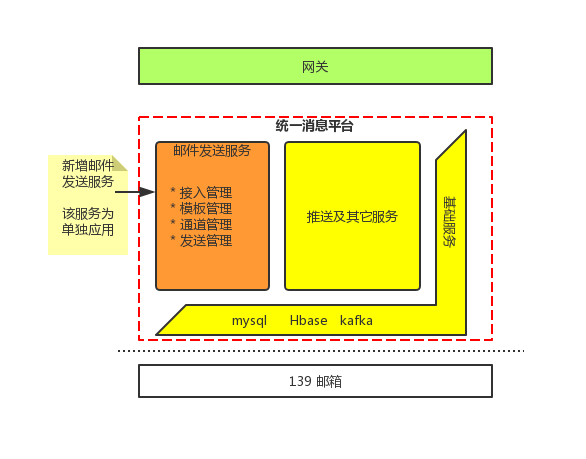 网关
统一消息平台
新增邮件
发送服务
该服务为
单独应用
邮件发送服务
* 接入管理
* 模板管理
* 通道管理
* 发送管理
推送及其它服务
基础服务
mysql Hbase kafka
139 邮箱